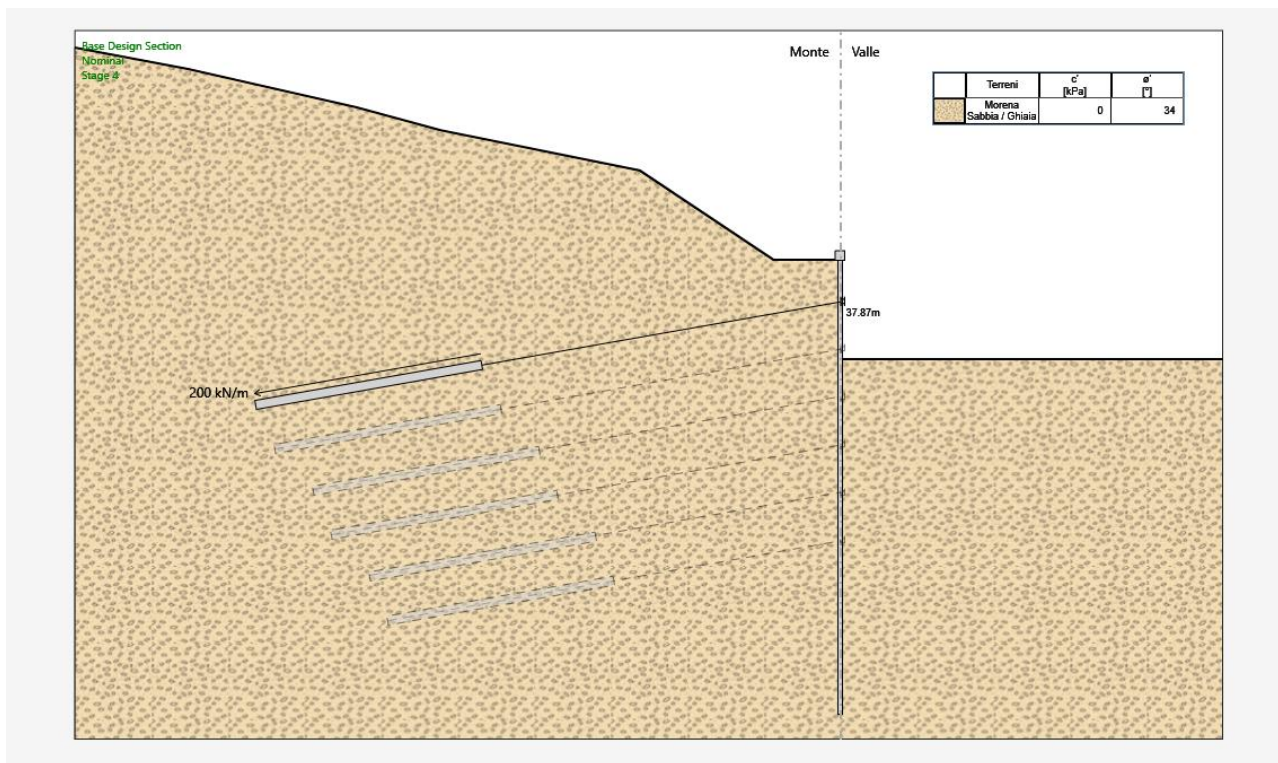 Base Design Section
Nominal
Stage 4
Monte Valle
Terreni c' [kPa] ø' [°]
Morena Sabbia / Ghiaia 0 34
37.87m
200 kN/m